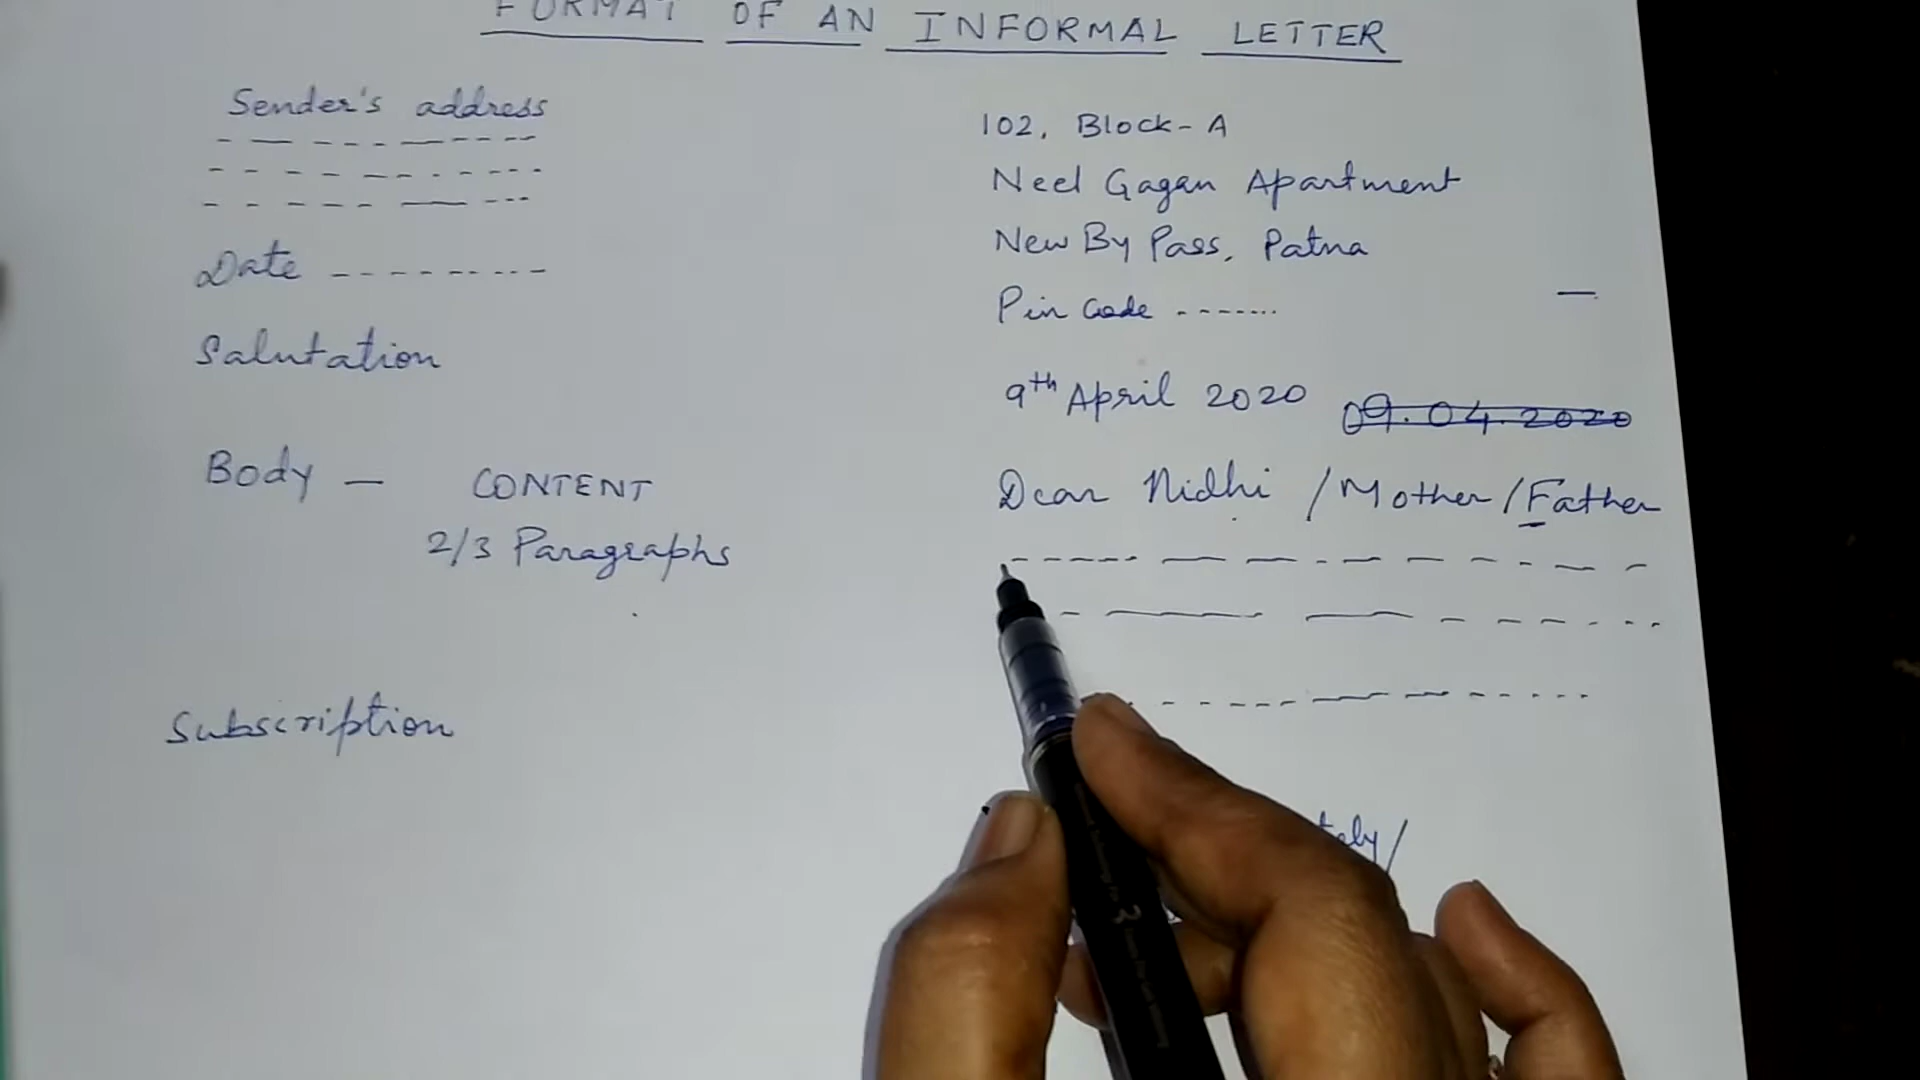 FORMAT OF AN INFORMAL LETTER
Sender's address
Date ---------
Salutation
Body — CONTENT
2/3 Paragraphs
Subscription
102, Block-A
Neel Gagan Apartment
New By Pass, Patna
Pin Code -------
9th April 2020 09.04.2020
Dear Nidhi / Mother / Father